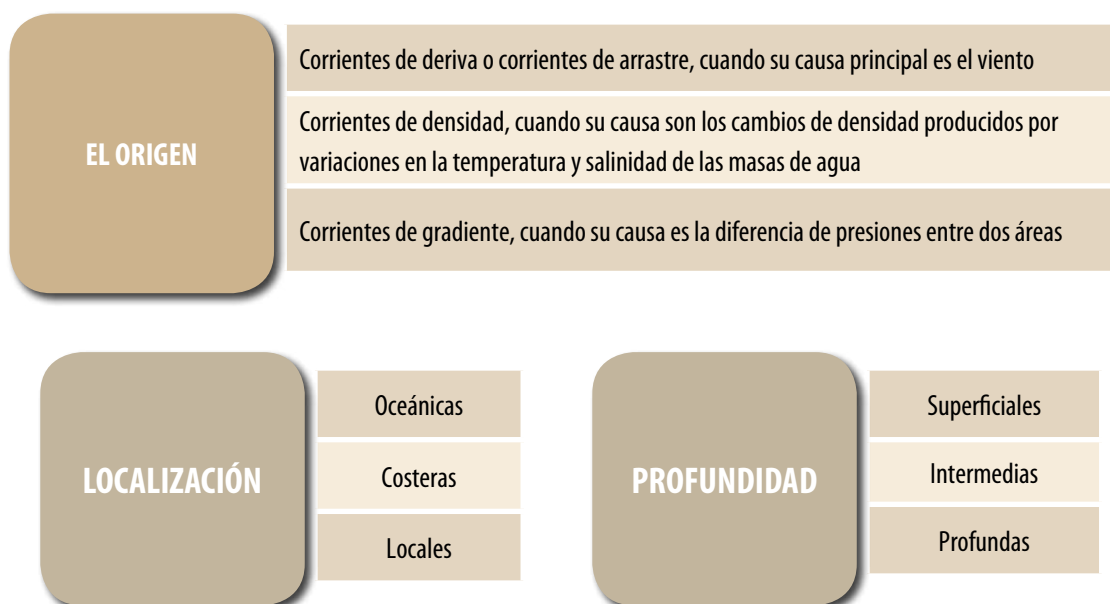 EL ORIGEN
Corrientes de deriva o corrientes de arrastre, cuando su causa principal es el viento
Corrientes de densidad, cuando su causa son los cambios de densidad producidos por
variaciones en la temperatura y salinidad de las masas de agua
Corrientes de gradiente, cuando su causa es la diferencia de presiones entre dos áreas
LOCALIZACIÓN
Oceánicas
Costeras
Locales
PROFUNDIDAD
Superficiales
Intermedias
Profundas